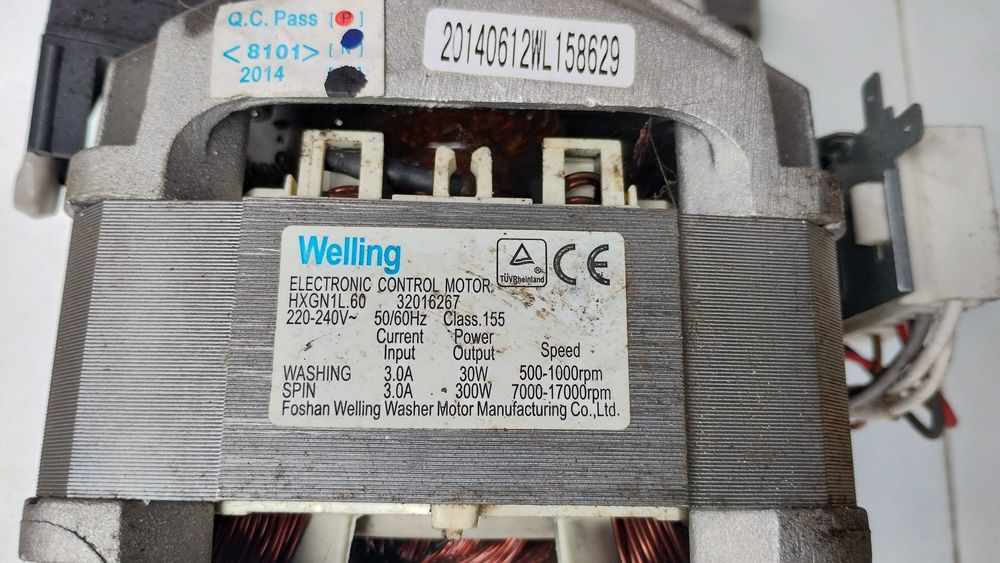 Q.C. Pass [P]
<8101> [N]
2014
20140612WL158629
Welling
TÜVRheinland ®
CE
ELECTRONIC CONTROL MOTOR
HXGN1L.60 32016267
220-240V~ 50/60Hz Class.155
Current Power
Input Output Speed
WASHING 3.0A 30W 500-1000rpm
SPIN 3.0A 300W 7000-17000rpm
Foshan Welling Washer Motor Manufacturing Co.,Ltd.